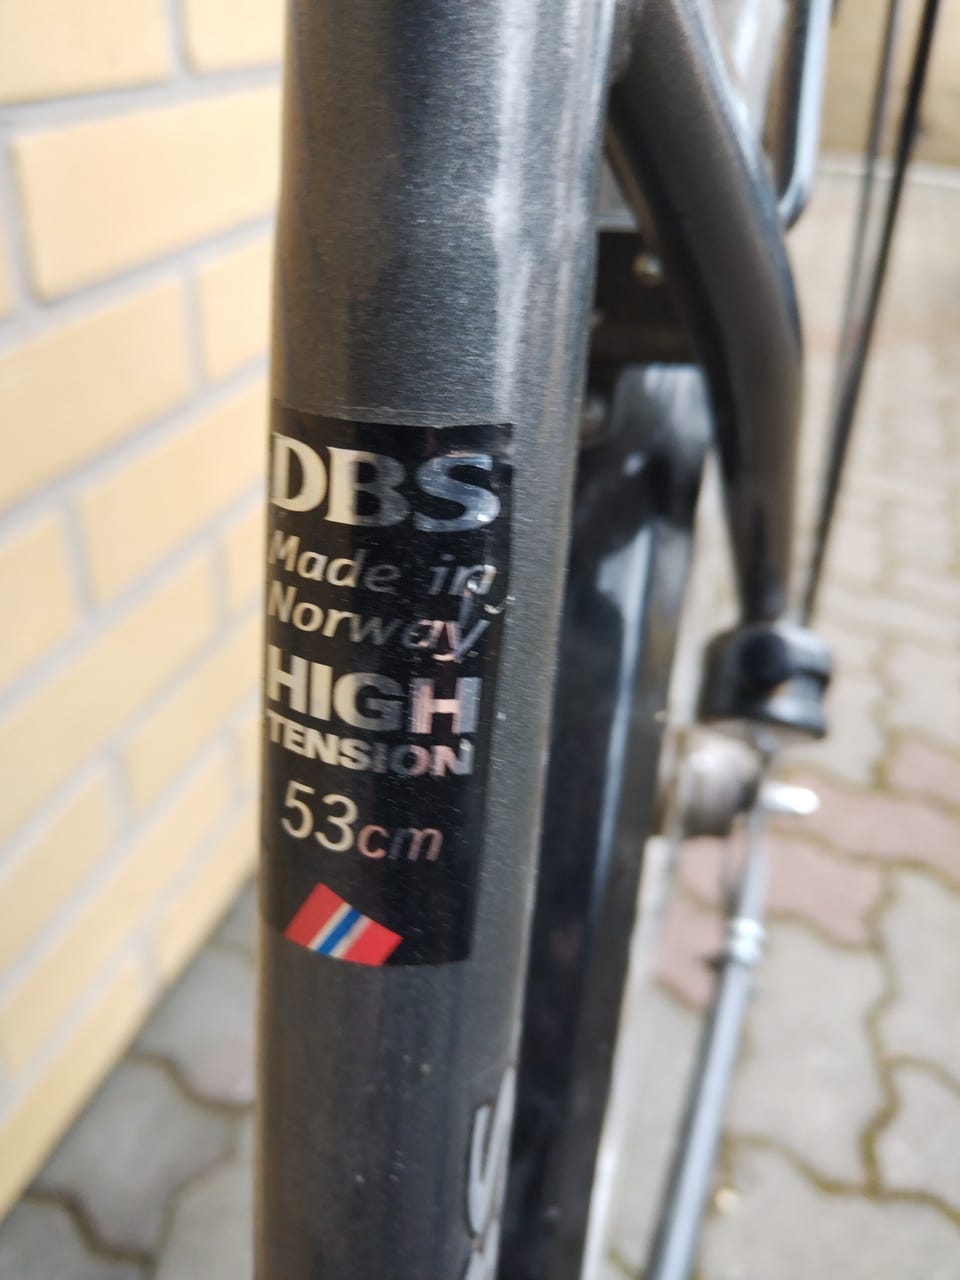 DBS
Made in
Norway
HIGH
TENSION
53cm